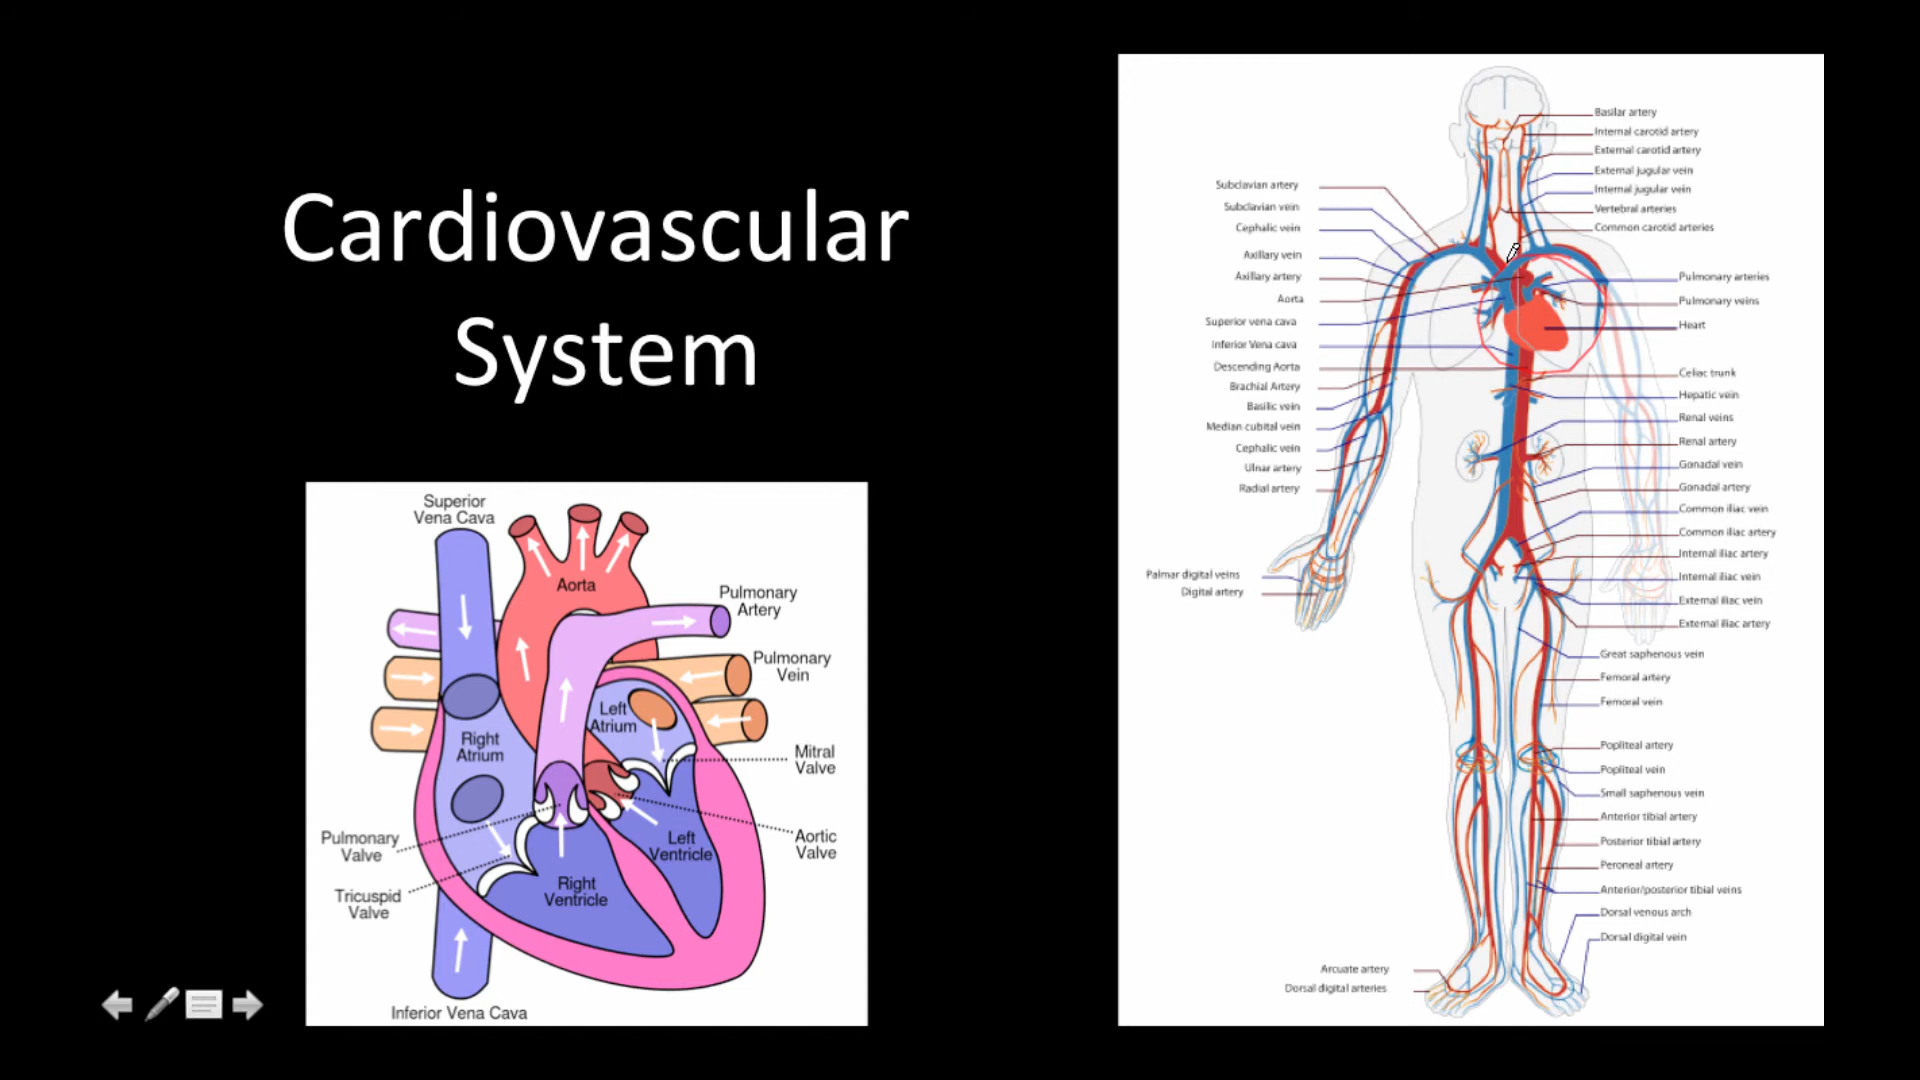 Cardiovascular
System
Superior
Vena Cava
Aorta
Pulmonary
Artery
Pulmonary
Vein
Left
Atrium
Right
Atrium
Mitral
Valve
Pulmonary
Valve
Left
Ventricle
Aortic
Valve
Right
Ventricle
Tricuspid
Valve
Inferior Vena Cava
Subclavian artery
Subclavian vein
Cephalic vein
Axillary vein
Axillary artery
Aorta
Superior vena cava
Inferior Vena cava
Descending Aorta
Brachial Artery
Basilic vein
Median cubital vein
Cephalic vein
Ulnar artery
Radial artery
Palmar digital veins
Digital artery
Arcuate artery
Dorsal digital arteries
Basilar artery
Internal carotid artery
External carotid artery
External jugular vein
Internal jugular vein
Vertebral arteries
Common carotid arteries
Pulmonary arteries
Pulmonary veins
Heart
Celiac trunk
Hepatic vein
Renal veins
Renal artery
Gonadal vein
Gonadal artery
Common iliac vein
Common iliac artery
Internal iliac artery
Internal iliac vein
External iliac vein
External iliac artery
Great saphenous vein
Femoral artery
Femoral vein
Popliteal artery
Popliteal vein
Small saphenous vein
Anterior tibial artery
Posterior tibial artery
Peroneal artery
Anterior/posterior tibial veins
Dorsal venous arch
Dorsal digital vein